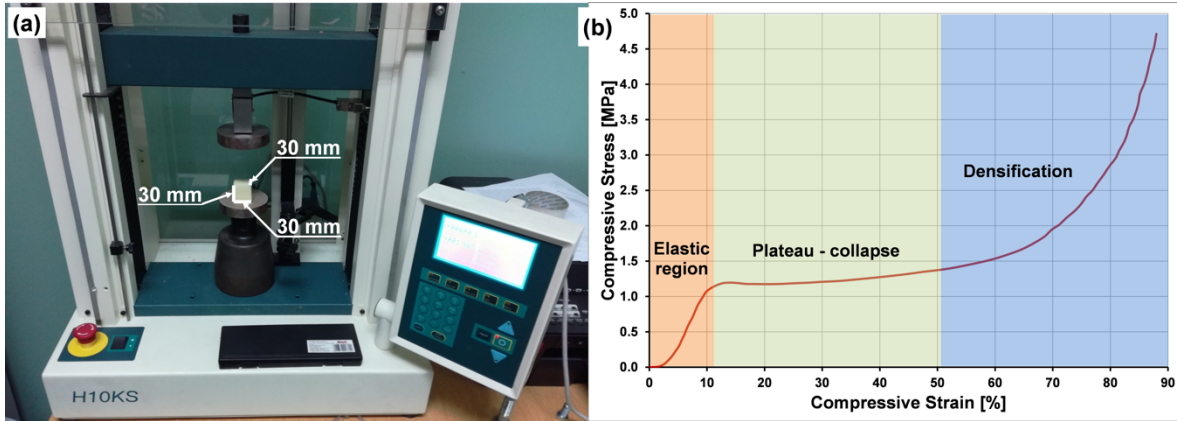 (a)
30 mm
30 mm
30 mm
H10KS
(b)
Compressive Stress [MPa]
5.0
4.5
4.0
3.5
3.0
2.5
2.0
1.5
1.0
0.5
0.0
Elastic
region
Plateau - collapse
Densification
0 10 20 30 40 50 60 70 80 90
Compressive Strain [%]